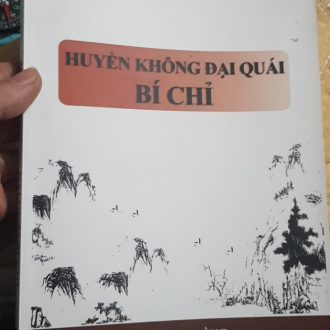 HUYỀN KHÔNG ĐẠI QUÁI
BÍ CHỈ